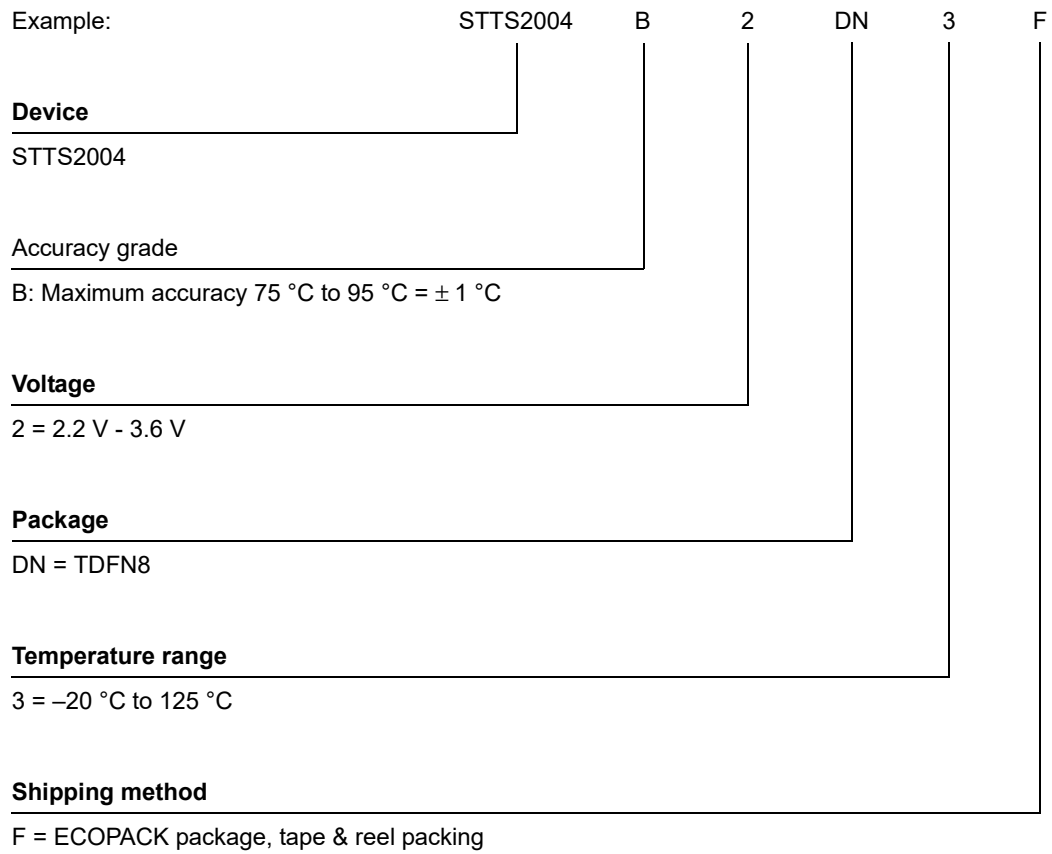 Example: STTS2004 B 2 DN 3 F
Device
STTS2004
Accuracy grade
B: Maximum accuracy 75 °C to 95 °C = ± 1 °C
Voltage
2 = 2.2 V - 3.6 V
Package
DN = TDFN8
Temperature range
3 = –20 °C to 125 °C
Shipping method
F = ECOPACK package, tape & reel packing